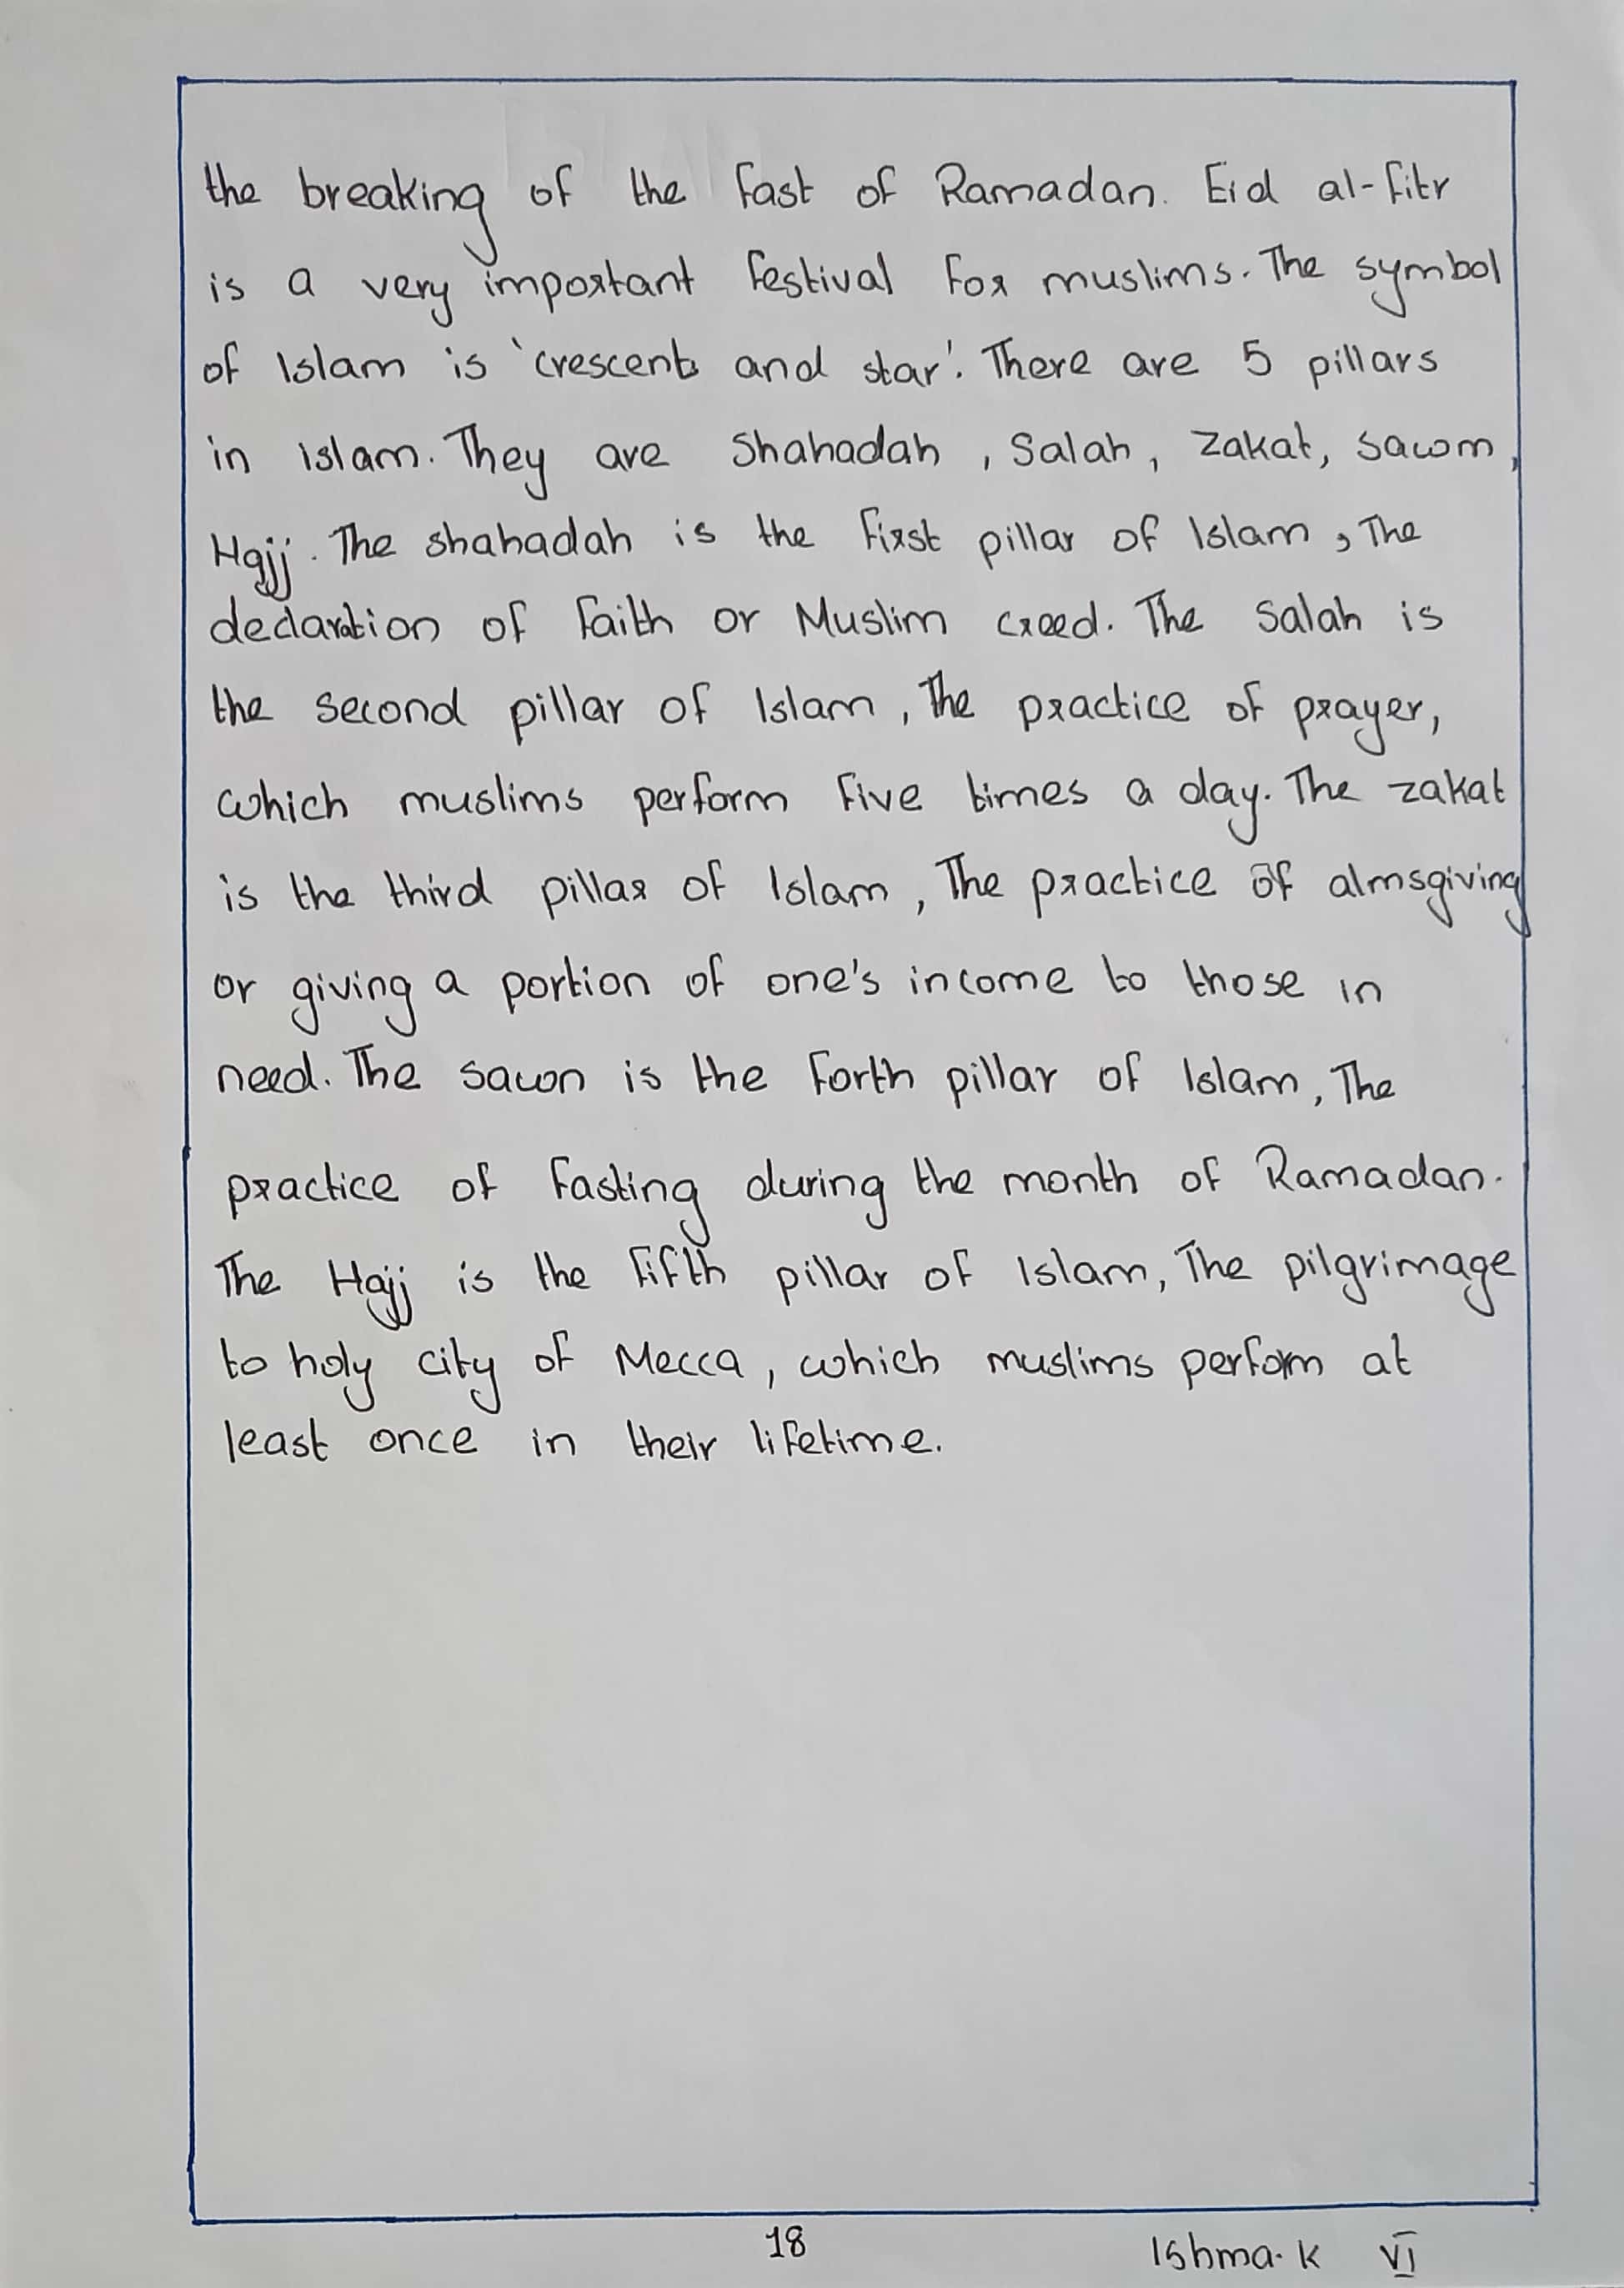 the breaking of the fast of Ramadan. Eid al-fitr
is a very important festival for muslims. The symbol
of Islam is 'crescent and star'. There are 5 pillars
in islam. They are Shahadah, Salah, Zakat, Sawm,
Hajj. The shahadah is the first pillar of Islam, The
declaration of faith or Muslim creed. The Salah is
the second pillar of Islam, The practice of prayer,
which muslims perform five times a day. The zakat
is the third pillar of Islam, The practice of almsgiving
or giving a portion of one's income to those in
need. The sawon is the forth pillar of Islam, The
practice of fasting during the month of Ramadan.
The Hajj is the fifth pillar of Islam, The pilgrimage
to holy city of Mecca, which muslims perform at
least once in their lifetime.
18
Ishma. K VI